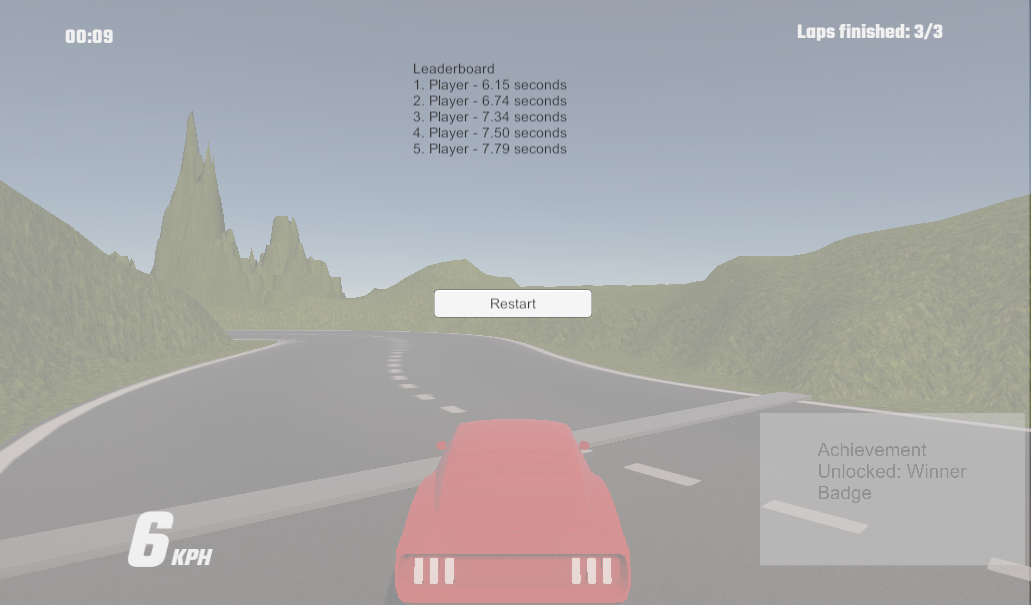 00:09
Laps finished: 3/3
Leaderboard
1. Player - 6.15 seconds
2. Player - 6.74 seconds
3. Player - 7.34 seconds
4. Player - 7.50 seconds
5. Player - 7.79 seconds
Restart
Achievement
Unlocked: Winner
Badge
6 KPH